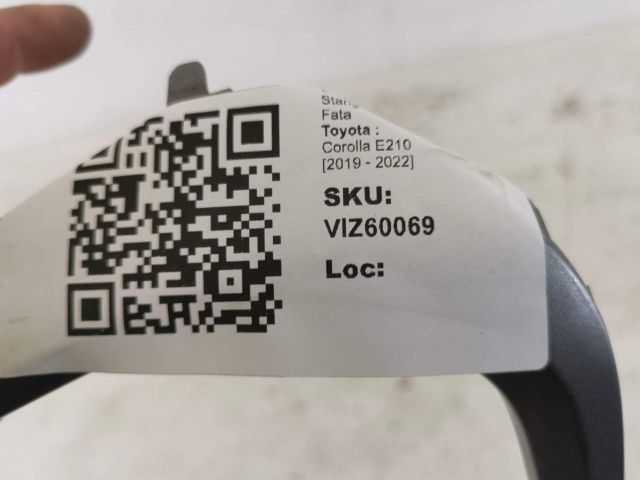 Fata
Toyota :
Corolla E210
[2019 - 2022]
SKU:
VIZ60069
Loc: